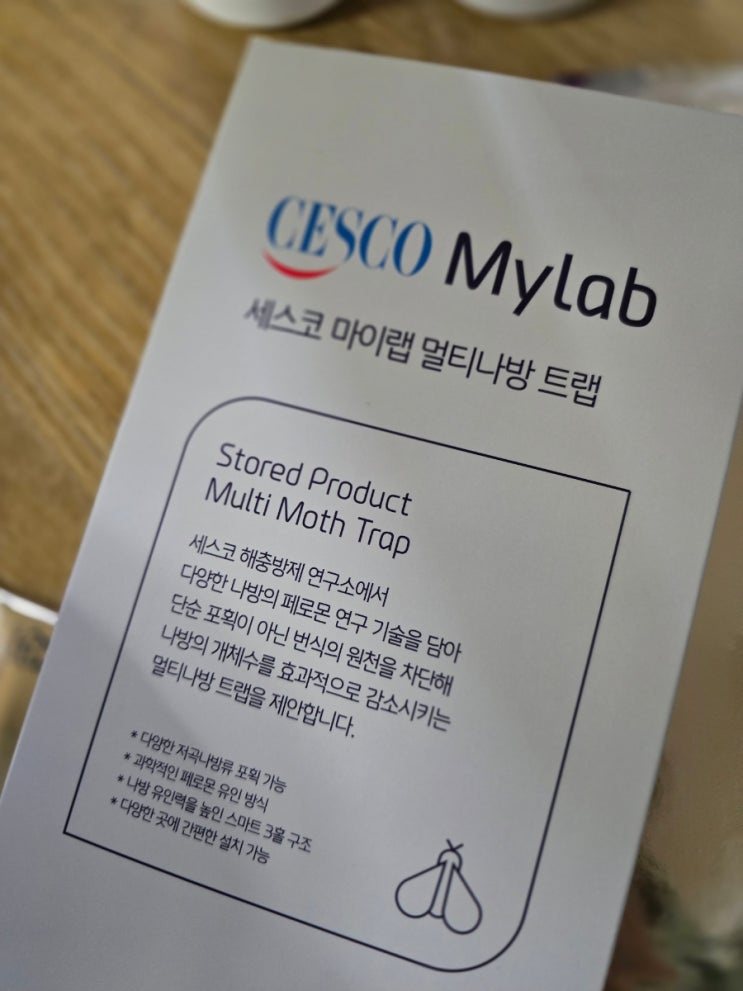 CESCO Mylab
세스코 마이랩 멀티나방 트랩
Stored Product
Multi Moth Trap
세스코 해충방제 연구소에서
다양한 나방의 페로몬 연구 기술을 담아
단순 포획이 아닌 번식의 원천을 차단해
나방의 개체수를 효과적으로 감소시키는
멀티나방 트랩을 제안합니다.
* 다양한 저곡나방류 포획 가능
* 과학적인 페로몬 유인 방식
* 나방 유인력을 높인 스마트 3홀 구조
* 다양한 곳에 간편한 설치 가능